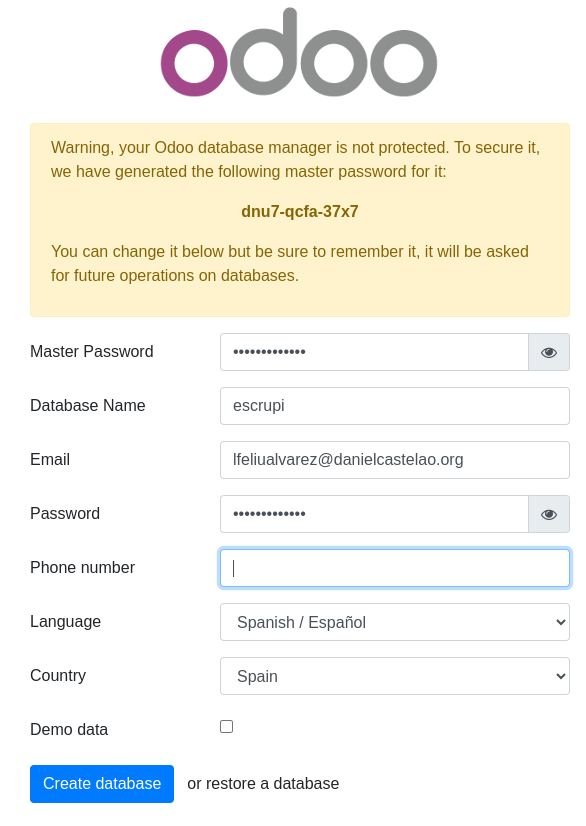 odoo
Warning, your Odoo database manager is not protected. To secure it,
we have generated the following master password for it:
dnu7-qcfa-37x7
You can change it below but be sure to remember it, it will be asked
for future operations on databases.
Master Password •••••••••••••
Database Name escrupi
Email lfeliualvarez@danielcastelao.org
Password •••••••••••••
Phone number
Language Spanish / Español
Country Spain
Demo data
Create database or restore a database